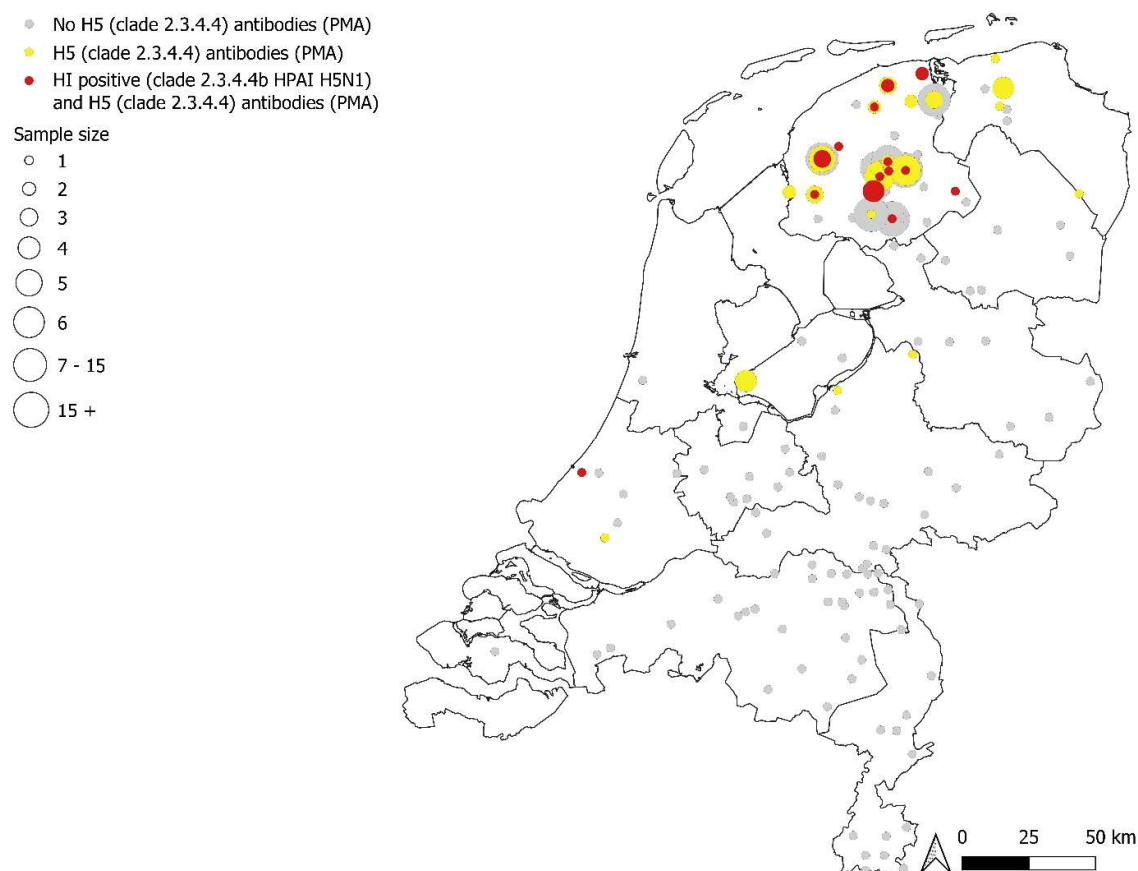 No H5 (clade 2.3.4.4) antibodies (PMA)
H5 (clade 2.3.4.4) antibodies (PMA)
HI positive (clade 2.3.4.4b HPAI H5N1)
and H5 (clade 2.3.4.4) antibodies (PMA)
Sample size
1
2
3
4
5
6
7 - 15
15 +
0 25 50 km